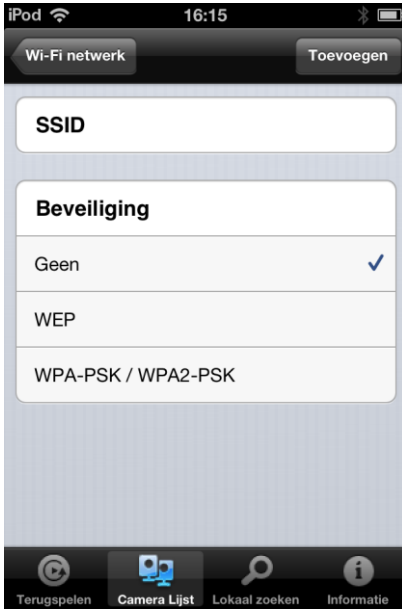 iPod 16:15
Wi-Fi netwerk Toevoegen
SSID
Beveiliging
Geen
WEP
WPA-PSK / WPA2-PSK
Terugspelen Camera Lijst Lokaal zoeken Informatie